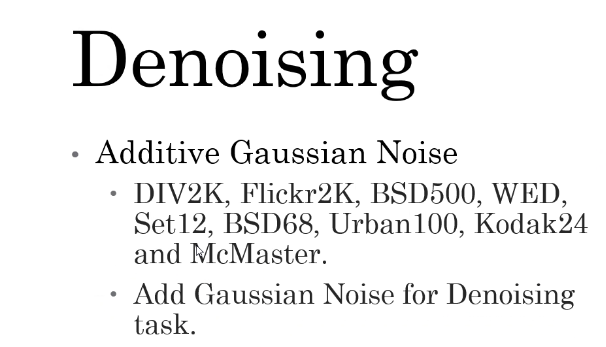 Denoising
• Additive Gaussian Noise
• DIV2K, Flickr2K, BSD500, WED,
Set12, BSD68, Urban100, Kodak24
and McMaster.
• Add Gaussian Noise for Denoising
task.